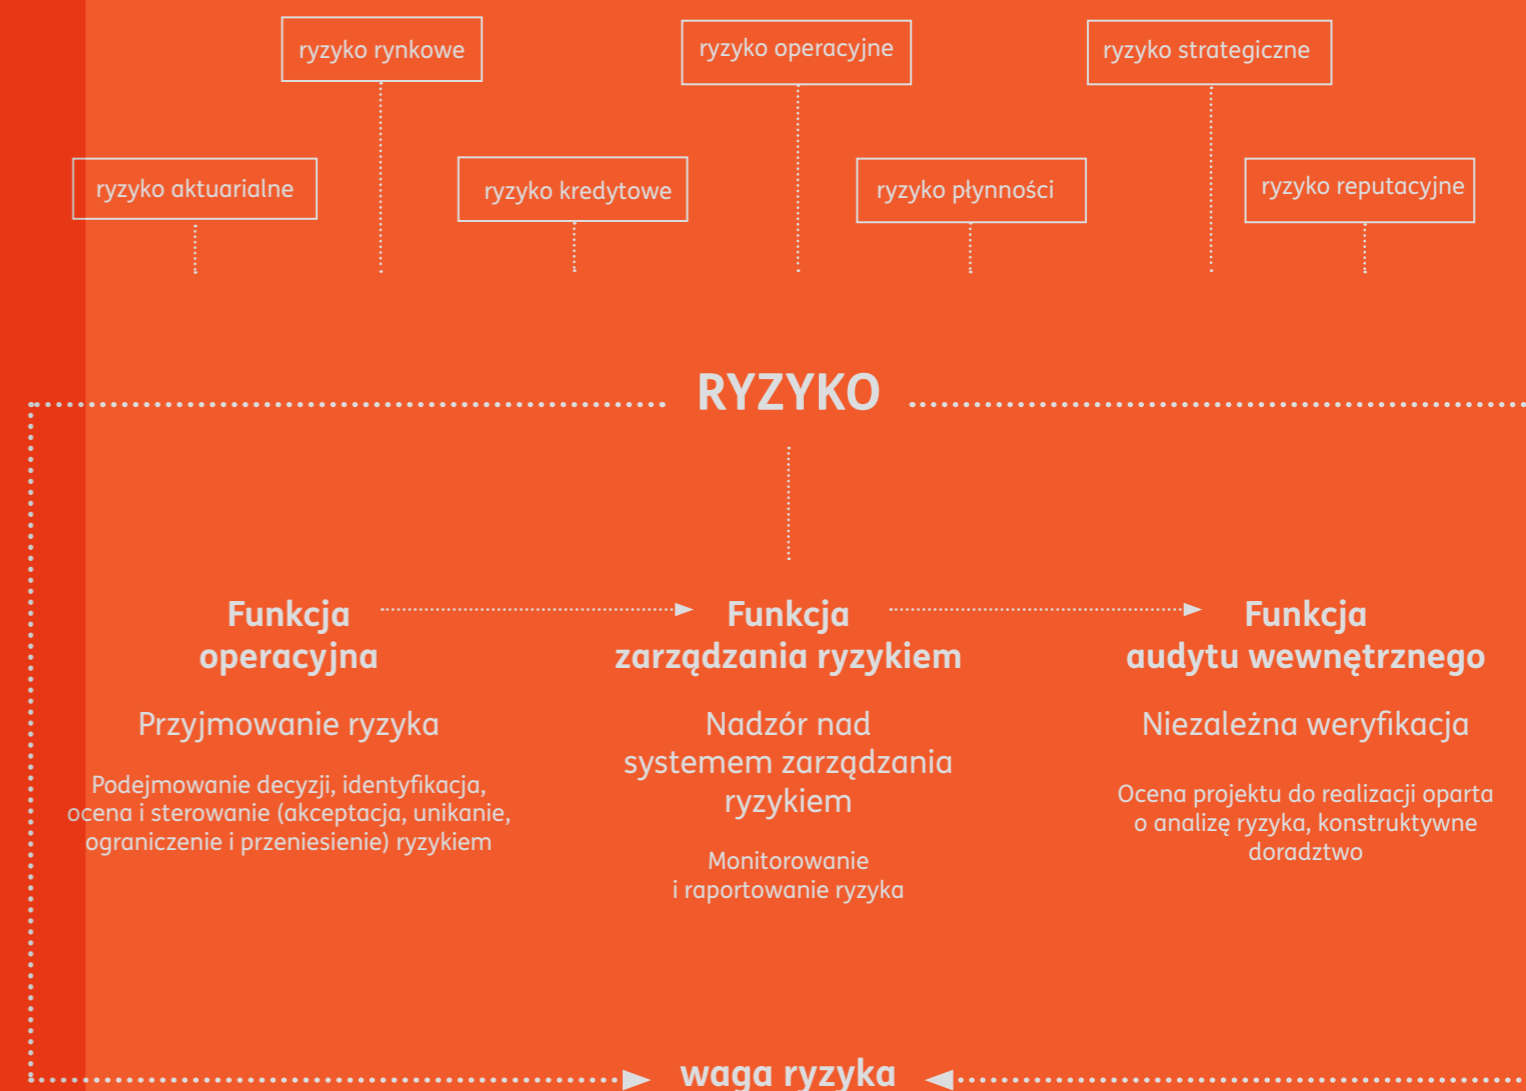 ryzyko rynkowe
ryzyko operacyjne
ryzyko strategiczne
ryzyko aktuarialne
ryzyko kredytowe
ryzyko płynności
ryzyko reputacyjne
RYZYKO
Funkcja
operacyjna
Przyjmowanie ryzyka
Podejmowanie decyzji, identyfikacja,
ocena i sterowanie (akceptacja, unikanie,
ograniczenie i przeniesienie) ryzykiem
Funkcja
zarządzania ryzykiem
Nadzór nad
systemem zarządzania
ryzykiem
Monitorowanie
i raportowanie ryzyka
Funkcja
audytu wewnętrznego
Niezależna weryfikacja
Ocena projektu do realizacji oparta
o analizę ryzyka, konstruktywne
doradztwo
waga ryzyka